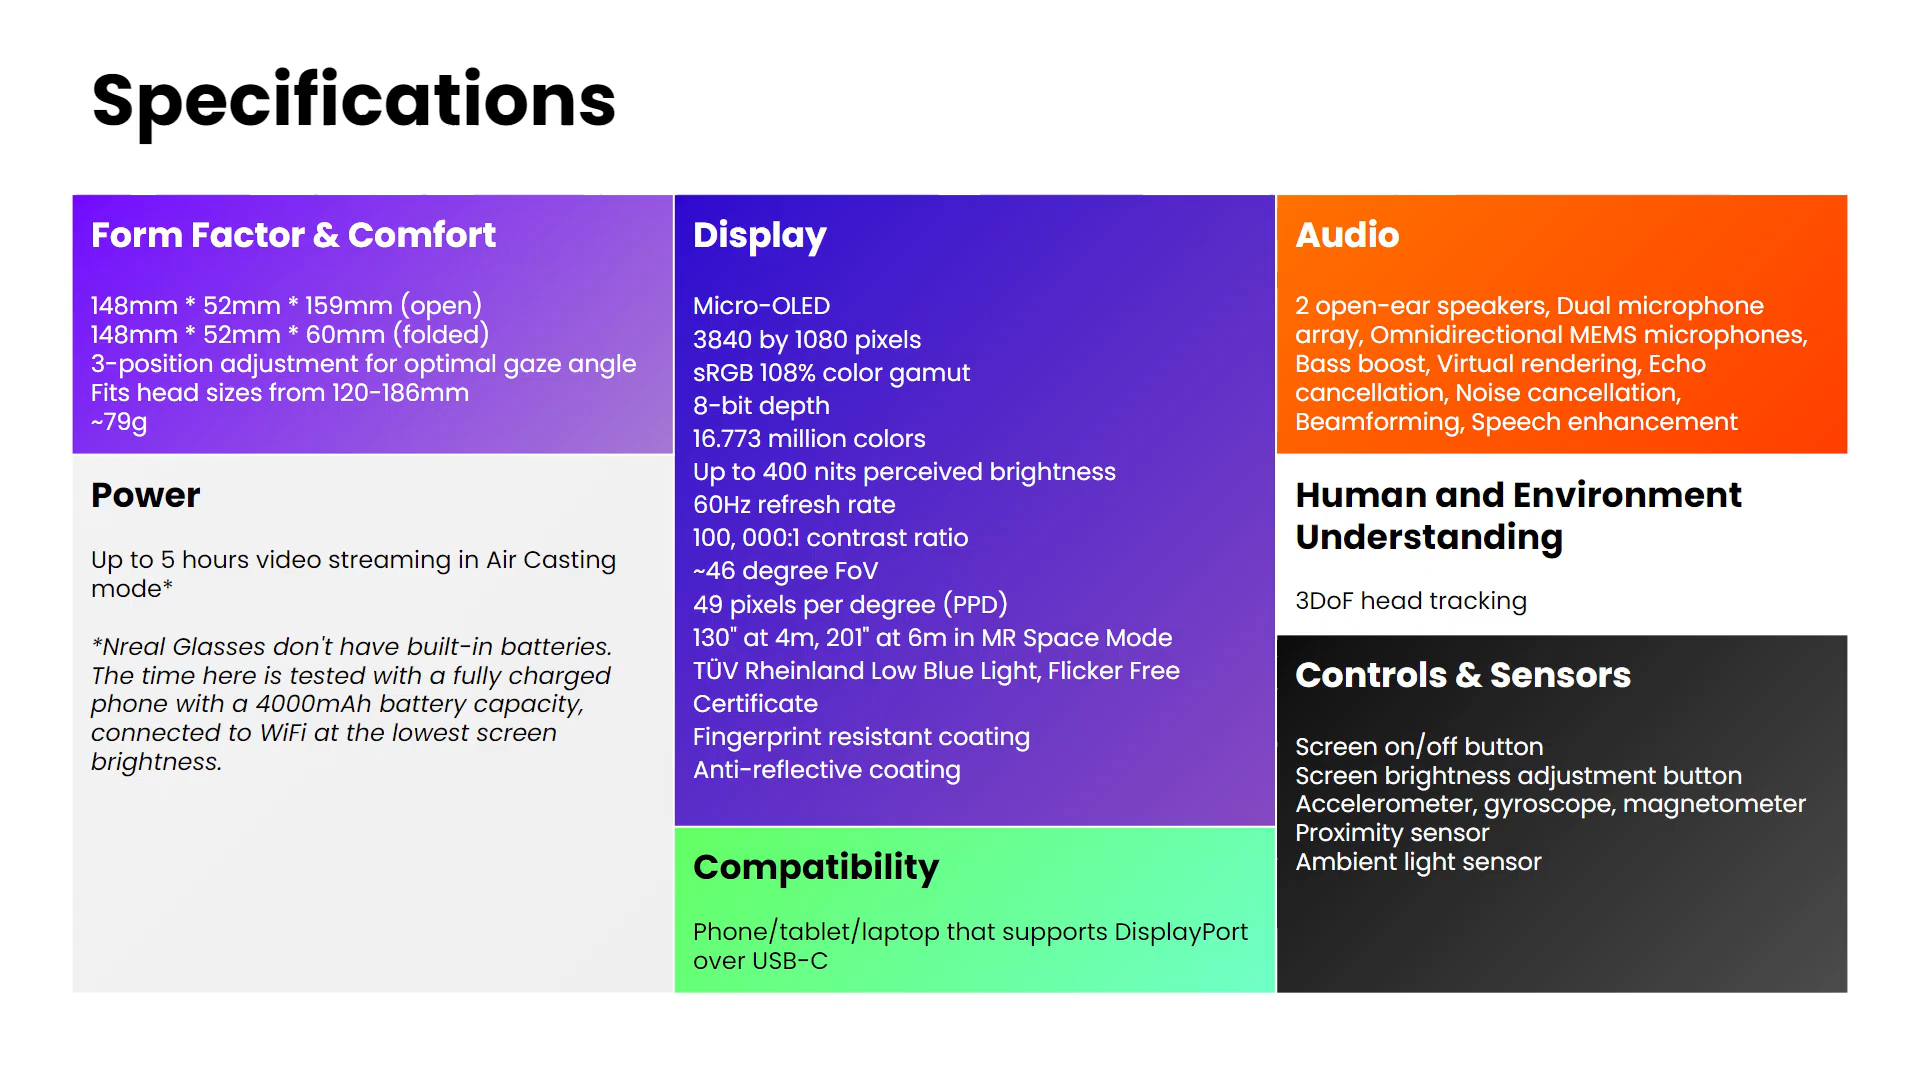 Specifications
Form Factor & Comfort
148mm * 52mm * 159mm (open)
148mm * 52mm * 60mm (folded)
3-position adjustment for optimal gaze angle
Fits head sizes from 120-186mm
~79g
Power
Up to 5 hours video streaming in Air Casting
mode*
*Nreal Glasses don't have built-in batteries.
The time here is tested with a fully charged
phone with a 4000mAh battery capacity,
connected to WiFi at the lowest screen
brightness.
Display
Micro-OLED
3840 by 1080 pixels
sRGB 108% color gamut
8-bit depth
16.773 million colors
Up to 400 nits perceived brightness
60Hz refresh rate
100, 000:1 contrast ratio
~46 degree FoV
49 pixels per degree (PPD)
130" at 4m, 201" at 6m in MR Space Mode
TÜV Rheinland Low Blue Light, Flicker Free
Certificate
Fingerprint resistant coating
Anti-reflective coating
Compatibility
Phone/tablet/laptop that supports DisplayPort
over USB-C
Audio
2 open-ear speakers, Dual microphone
array, Omnidirectional MEMS microphones,
Bass boost, Virtual rendering, Echo
cancellation, Noise cancellation,
Beamforming, Speech enhancement
Human and Environment
Understanding
3DoF head tracking
Controls & Sensors
Screen on/off button
Screen brightness adjustment button
Accelerometer, gyroscope, magnetometer
Proximity sensor
Ambient light sensor